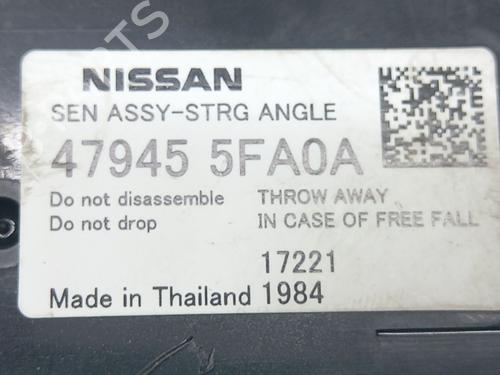 NISSAN
SEN ASSY-STRG ANGLE
47945 5FA0A
Do not disassemble THROW AWAY
Do not drop IN CASE OF FREE FALL
17221
Made in Thailand 1984